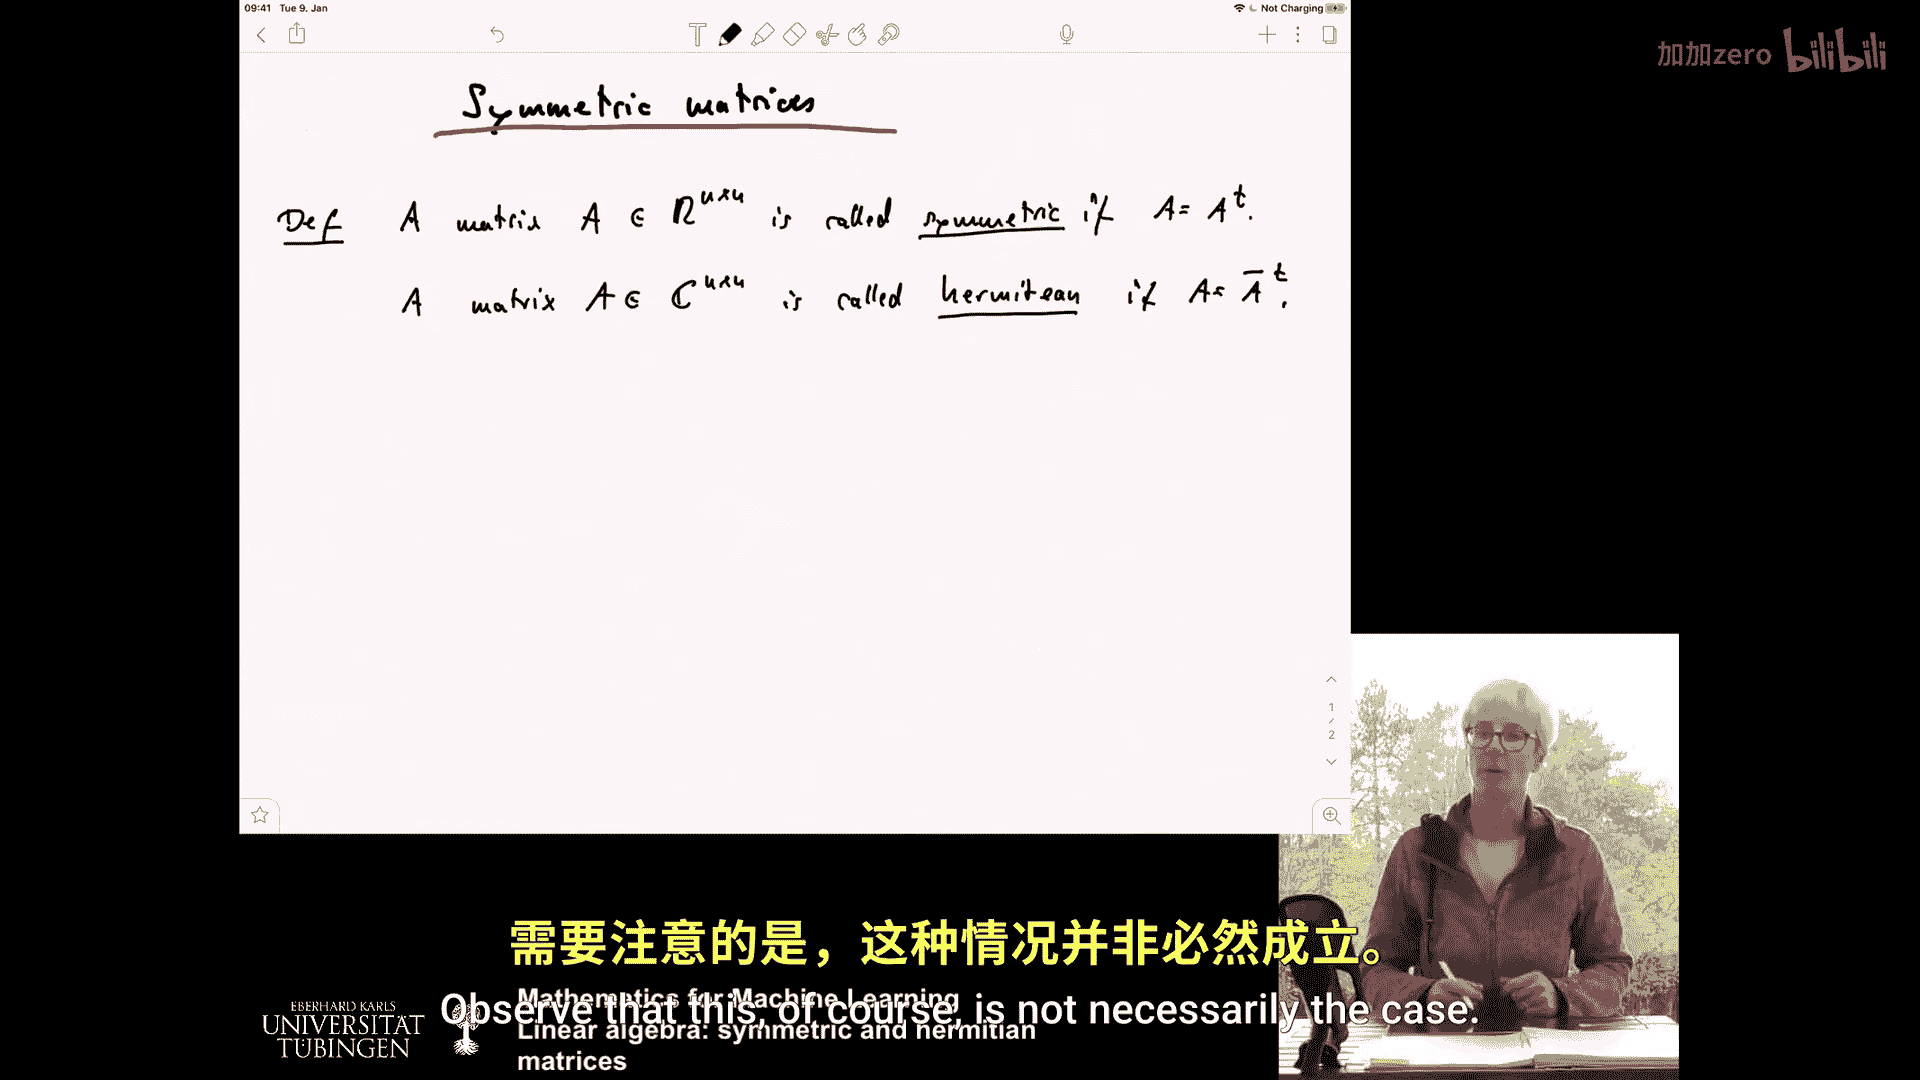 09:41 Tue 9. Jan
Not Charging
加加zero bilibili
Symmetric matrices
Def A matrix A ∈ ℝⁿˣⁿ is called symmetric if A = Aᵗ.
A matrix A ∈ ℂⁿˣⁿ is called hermitean if A = A̅ᵗ.
1
/
2
需要注意的是，这种情况并非必然成立。
Observe that this, of course, is not necessarily the case.
EBERHARD KARLS
UNIVERSITÄT
TÜBINGEN
Mathematics for Machine Learning
Linear algebra: symmetric and hermitian
matrices